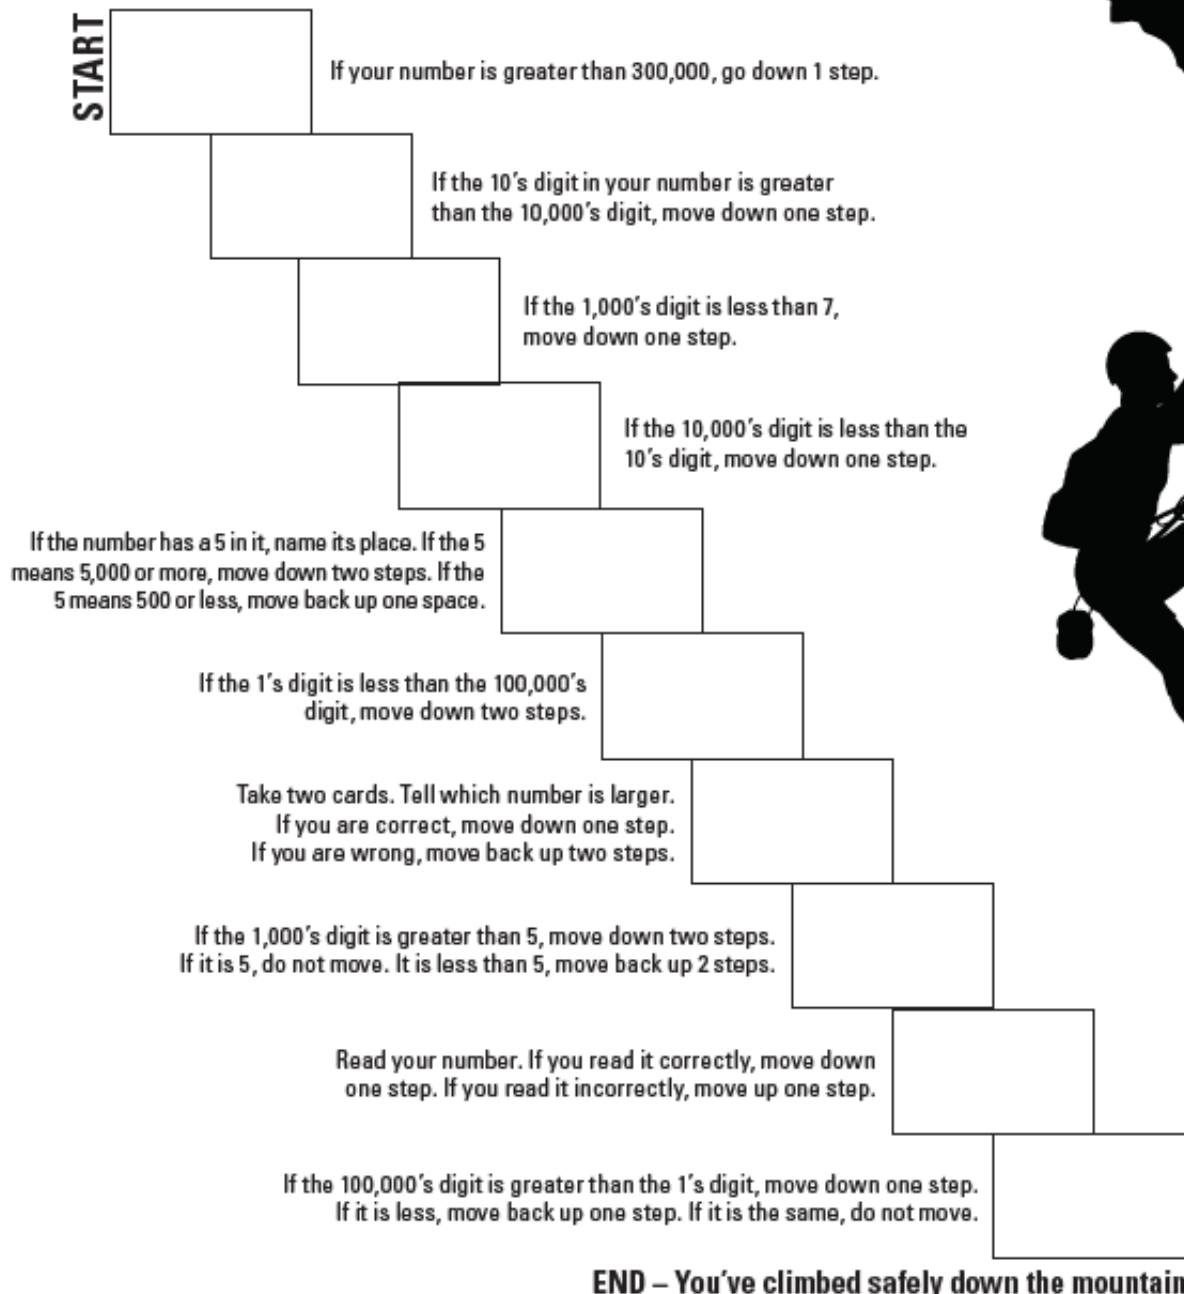 START
If your number is greater than 300,000, go down 1 step.
If the 10's digit in your number is greater
than the 10,000's digit, move down one step.
If the 1,000's digit is less than 7,
move down one step.
If the 10,000's digit is less than the
10's digit, move down one step.
If the number has a 5 in it, name its place. If the 5
means 5,000 or more, move down two steps. If the
5 means 500 or less, move back up one space.
If the 1's digit is less than the 100,000's
digit, move down two steps.
Take two cards. Tell which number is larger.
If you are correct, move down one step.
If you are wrong, move back up two steps.
If the 1,000's digit is greater than 5, move down two steps.
If it is 5, do not move. It is less than 5, move back up 2 steps.
Read your number. If you read it correctly, move down
one step. If you read it incorrectly, move up one step.
If the 100,000's digit is greater than the 1's digit, move down one step.
If it is less, move back up one step. If it is the same, do not move.
END – You've climbed safely down the mountain